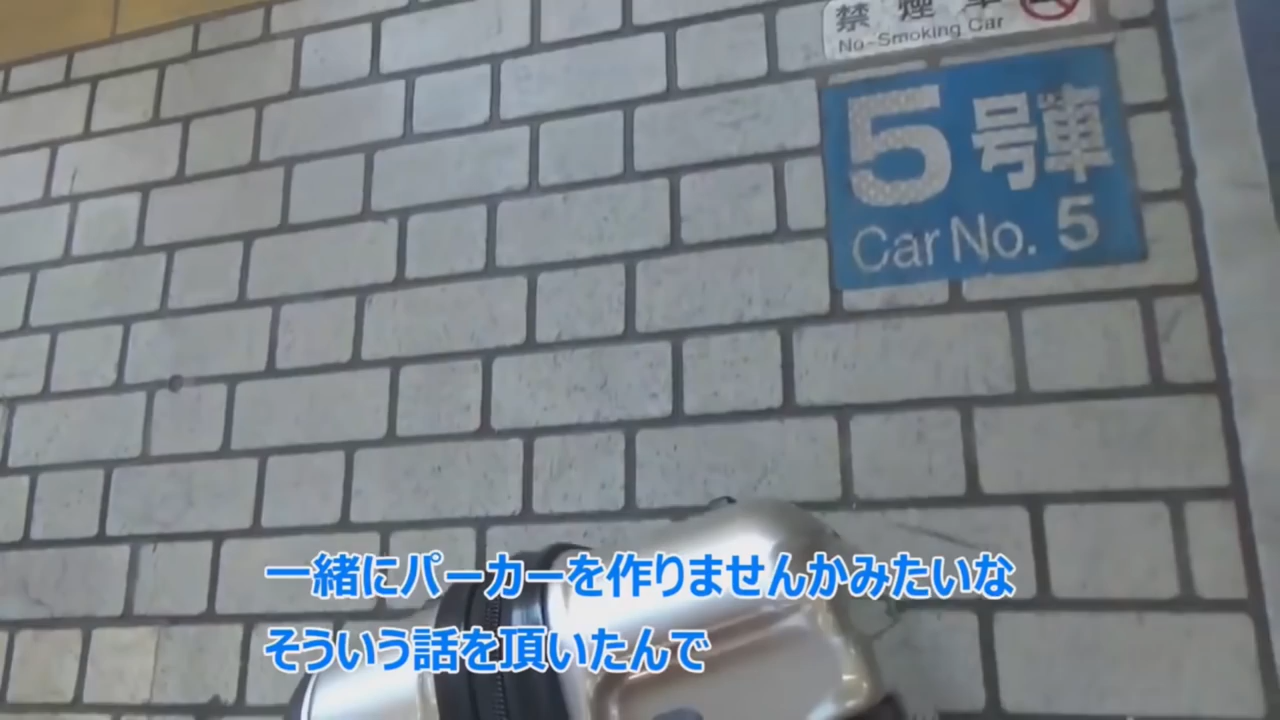 禁煙車
No-Smoking Car
5号車
Car No. 5
一緒にパーカーを作りませんかみたいな
そういう話を頂いたんで